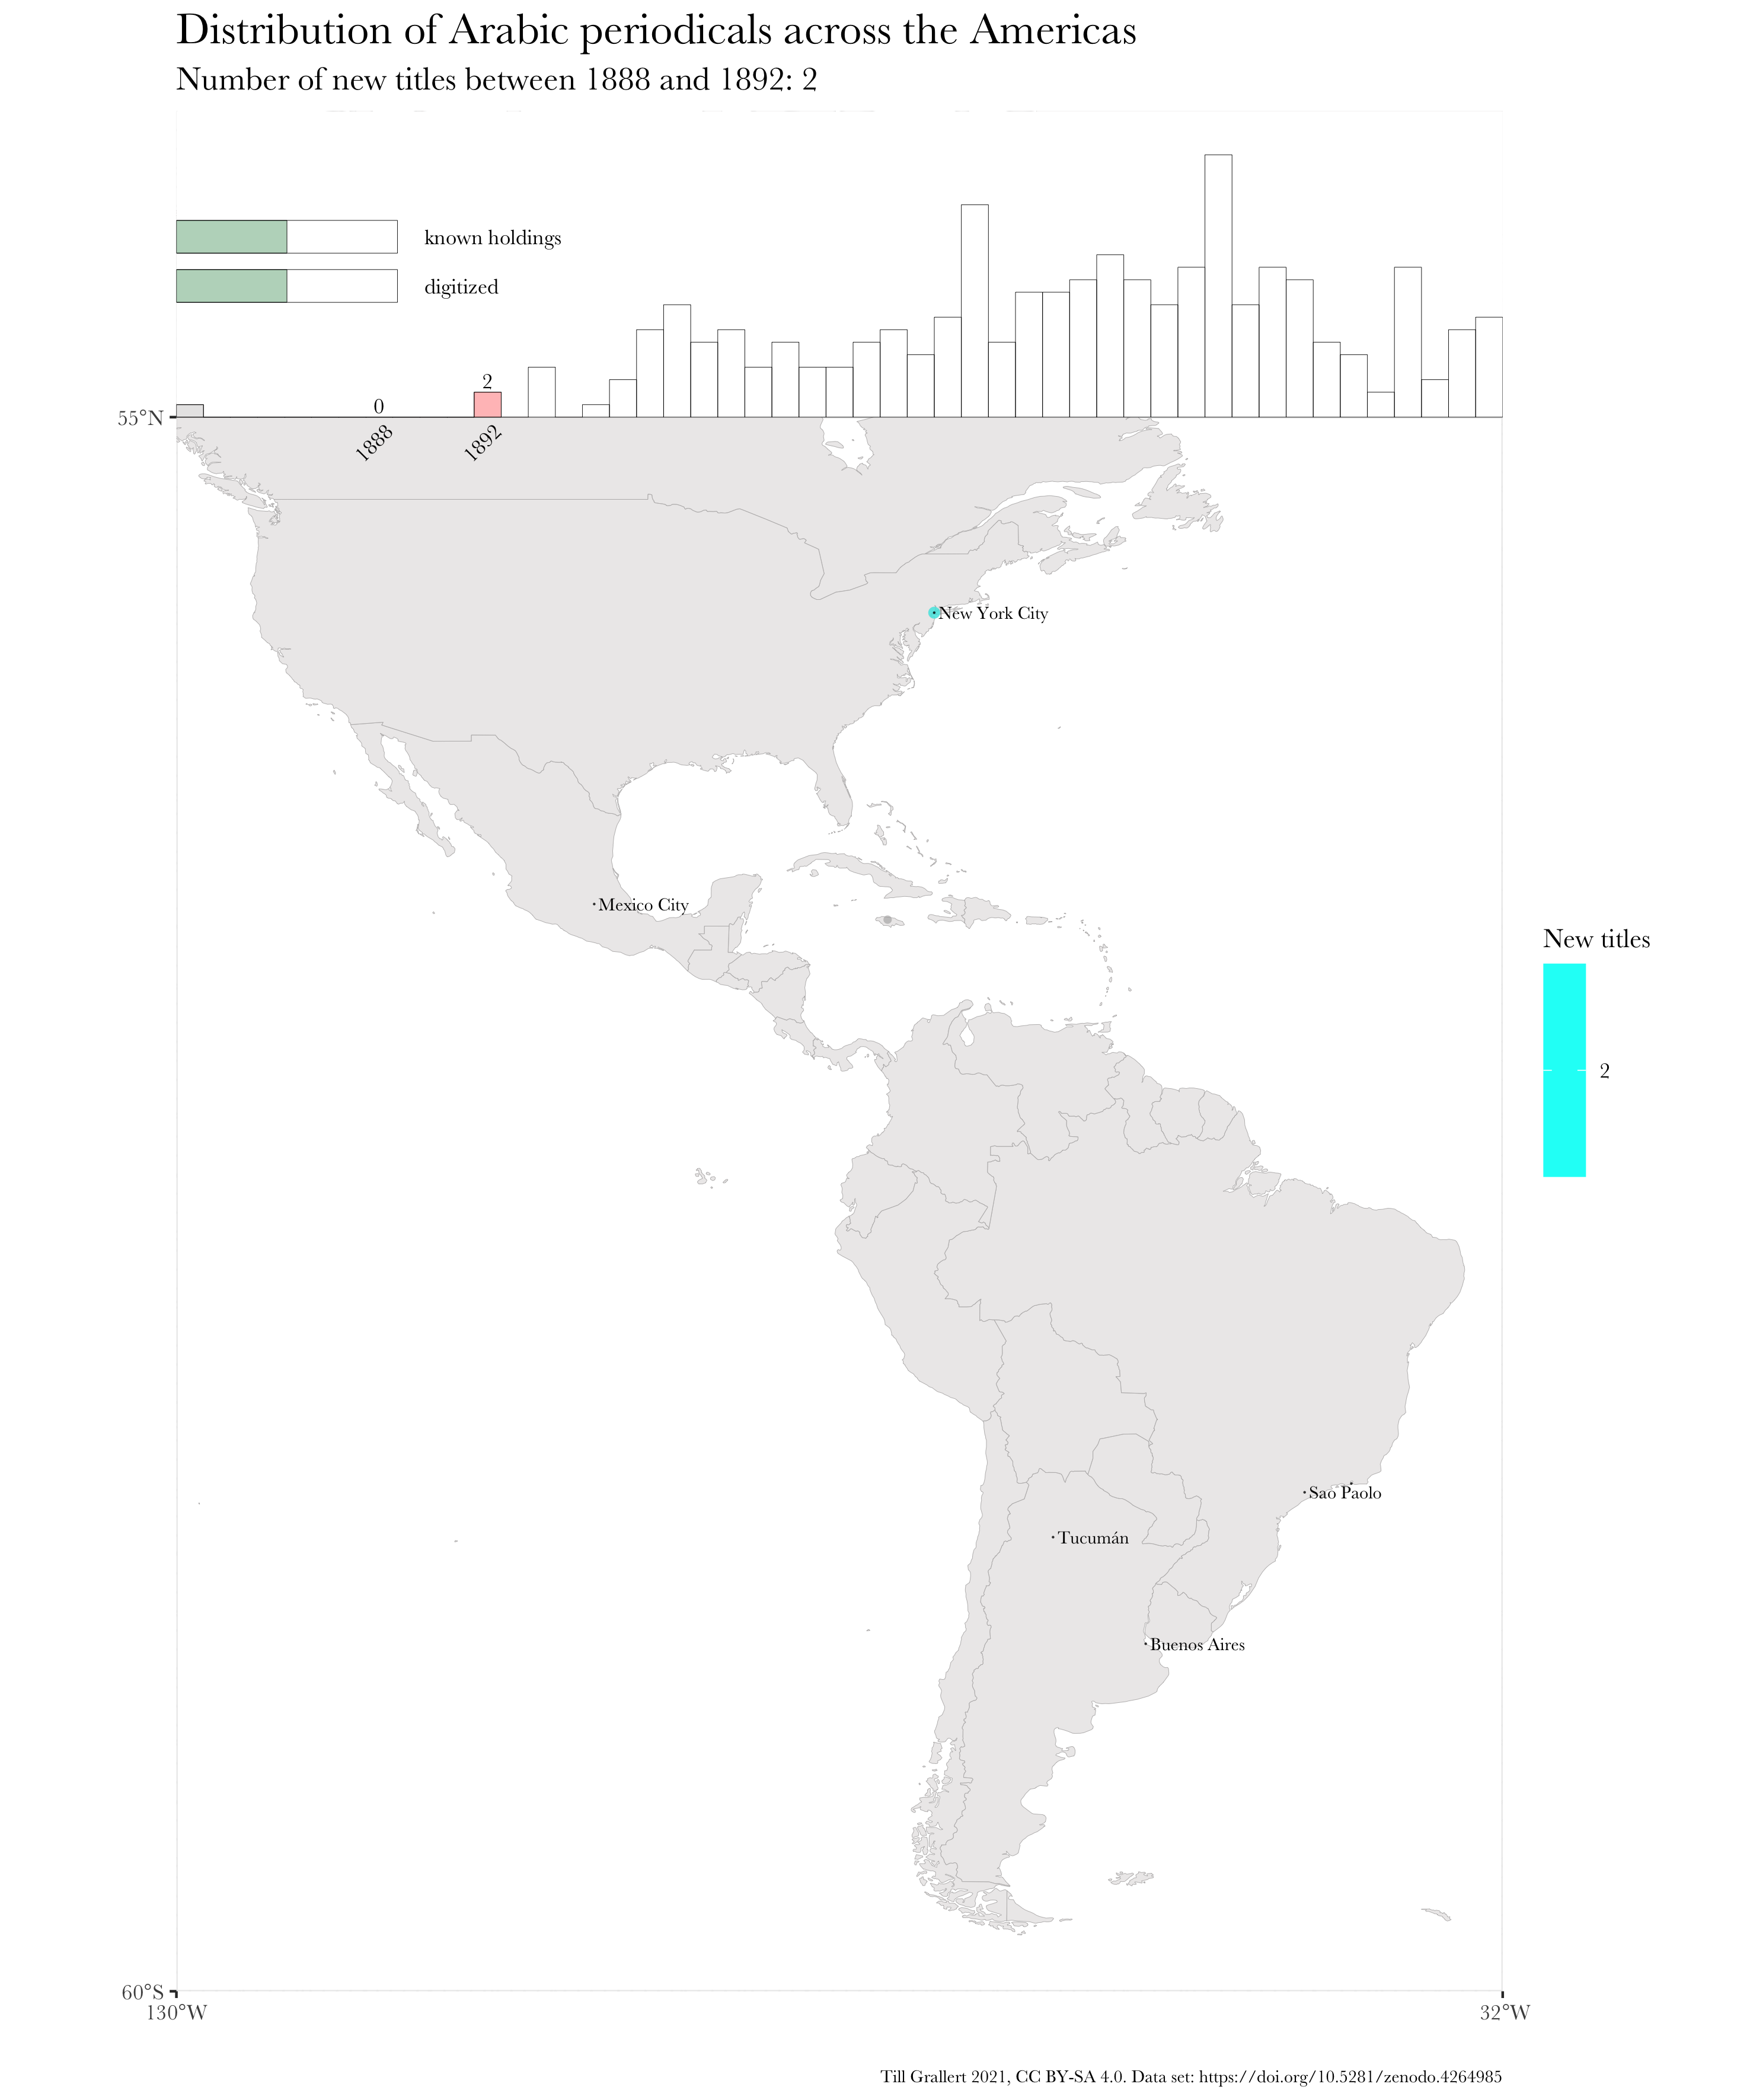 Distribution of Arabic periodicals across the Americas
Number of new titles between 1888 and 1892: 2
known holdings
digitized
2
0
55°N
1888
1892
New York City
Mexico City
New titles
2
Sao Paolo
Tucumán
Buenos Aires
60°S
130°W
32°W
Till Grallert 2021, CC BY-SA 4.0. Data set: https://doi.org/10.5281/zenodo.4264985